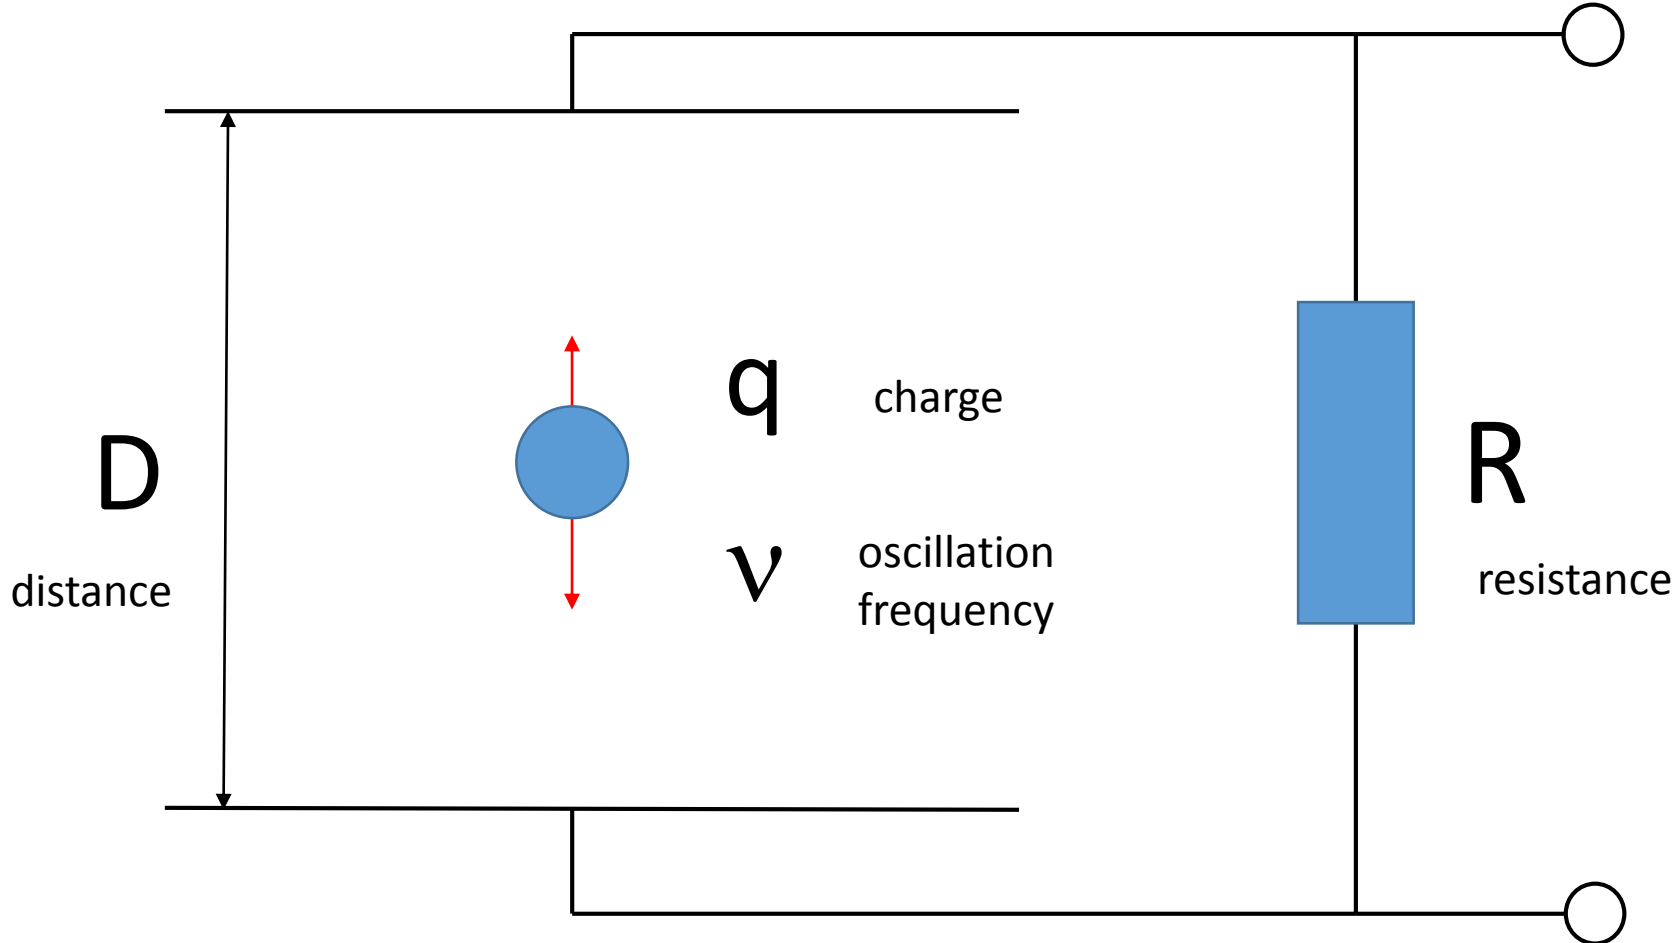 D
distance
q
charge
ν
oscillation
frequency
R
resistance